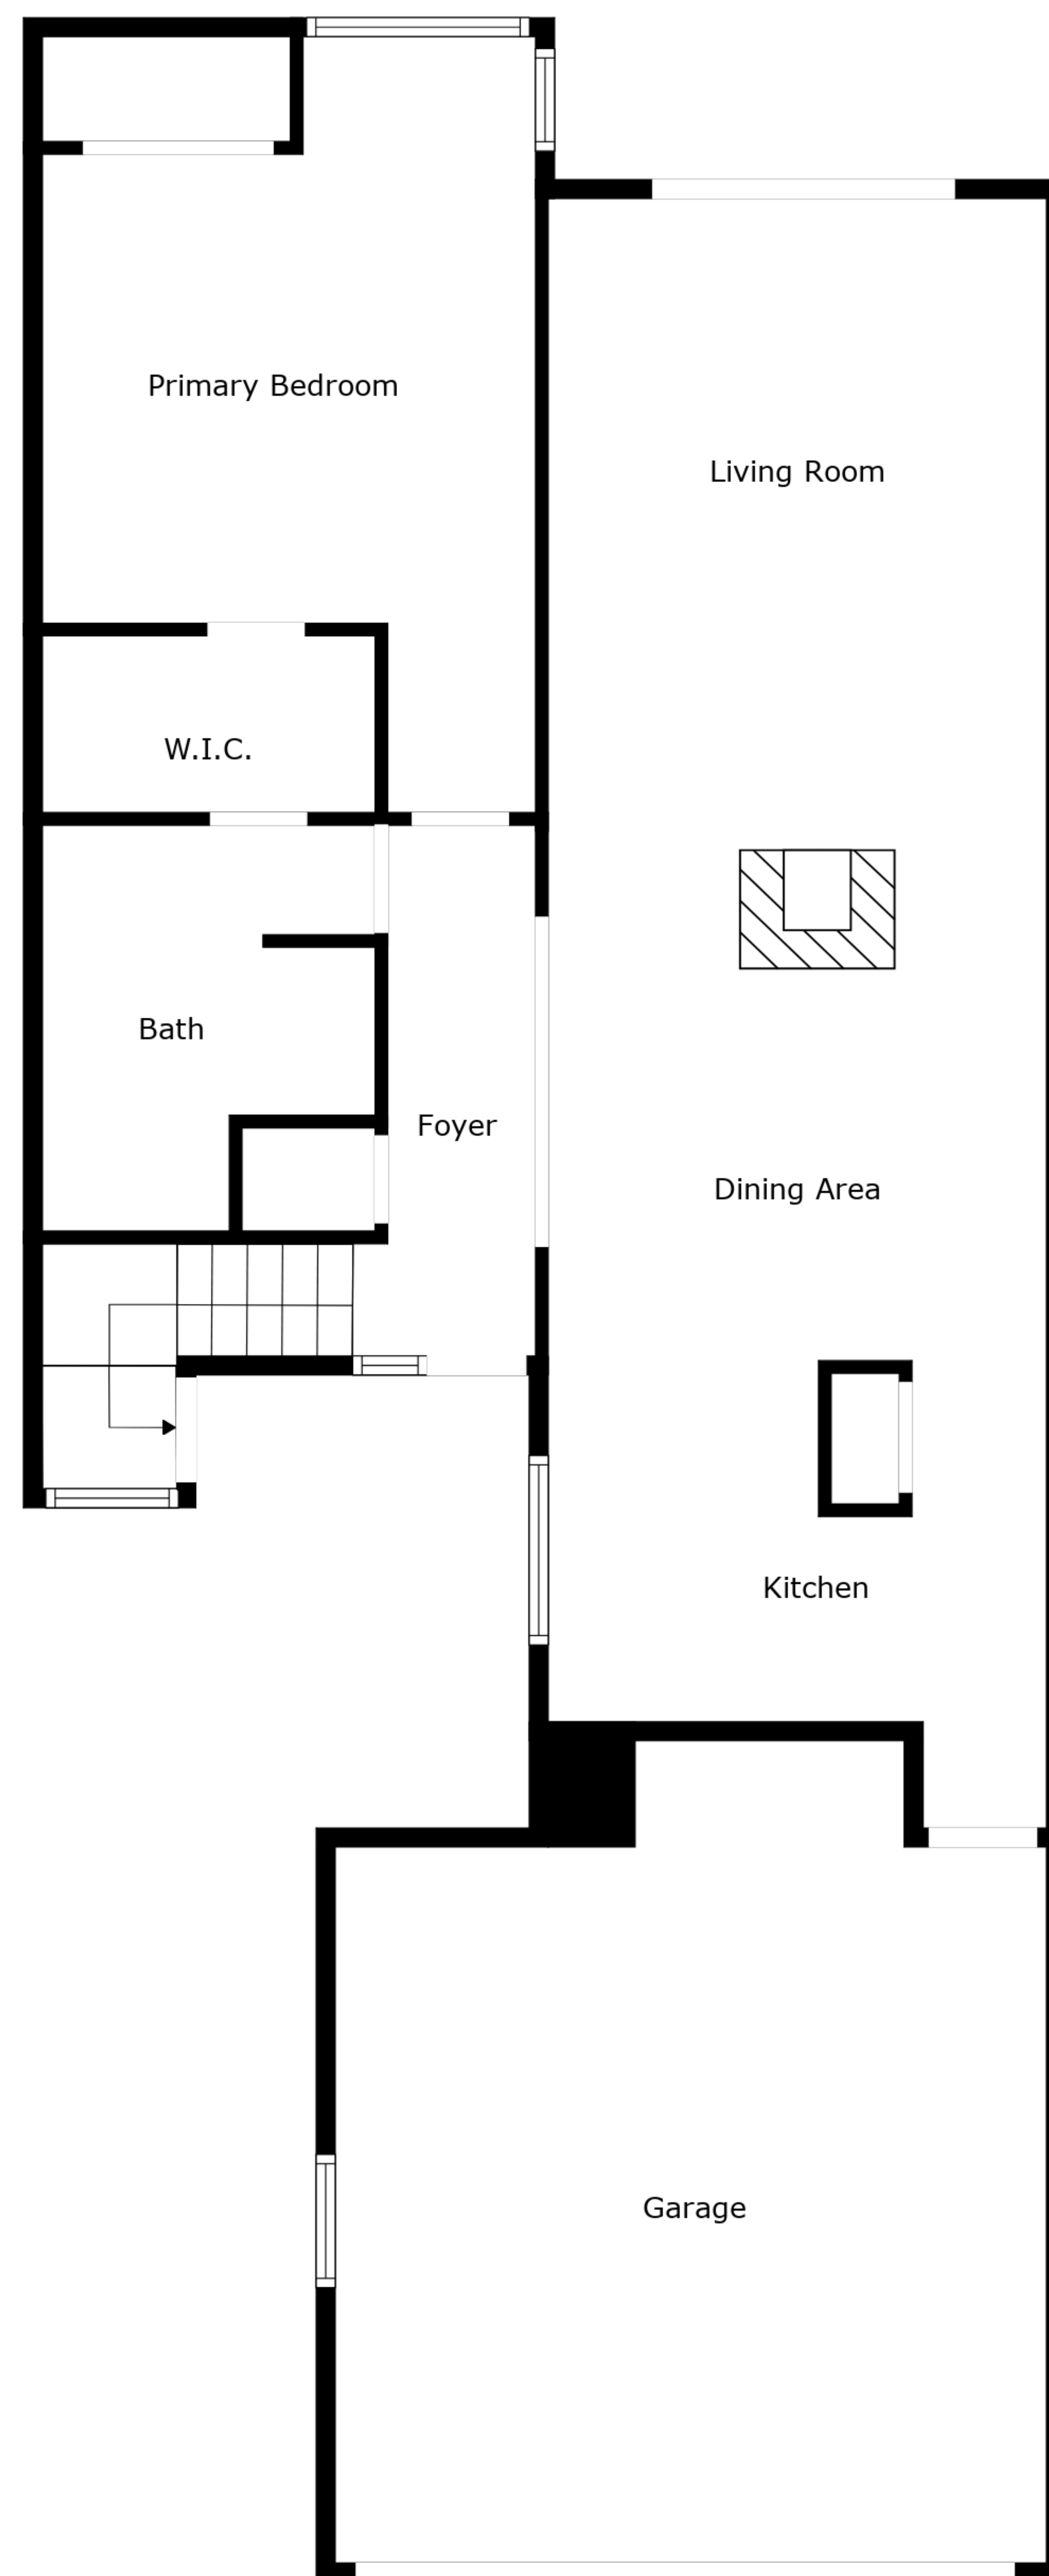 Primary Bedroom
Living Room
W.I.C.
Bath
Foyer
Dining Area
Kitchen
Garage